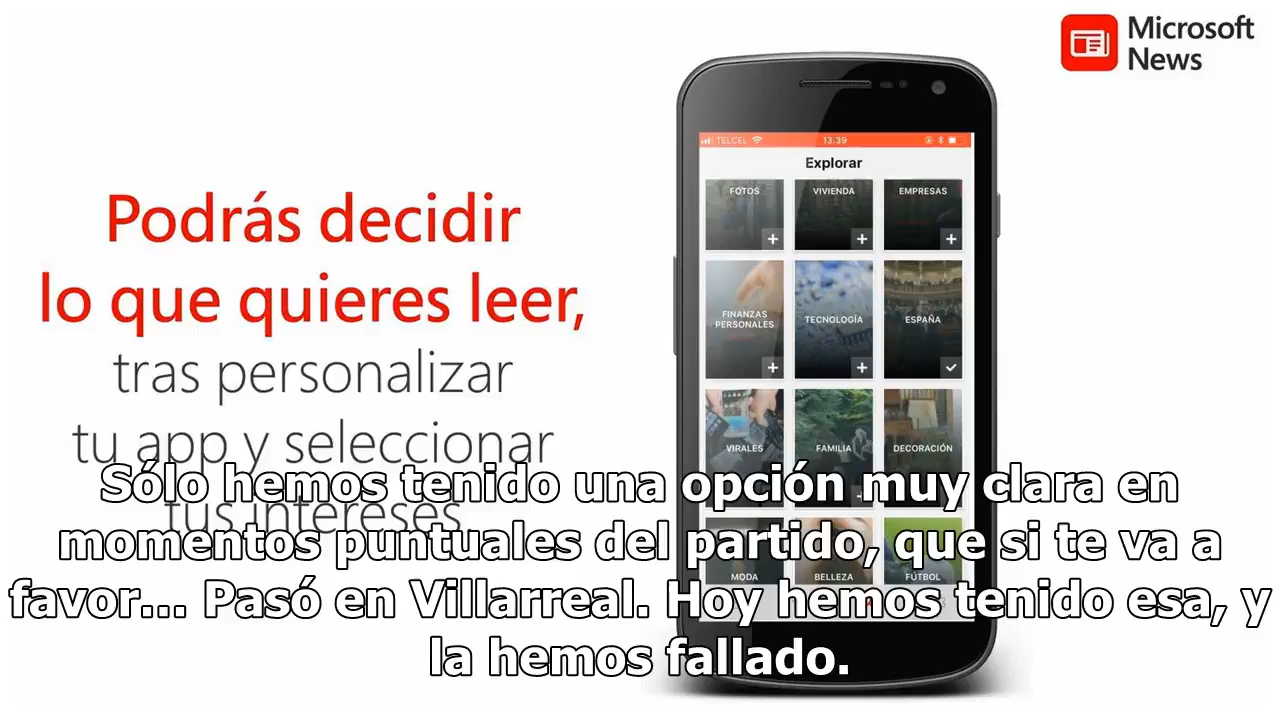 Microsoft
News
Podrás decidir
lo que quieres leer,
tras personalizar
tu app y seleccionar
tus intereses.
TELCEL
13:39
Explorar
FOTOS
VIVIENDA
EMPRESAS
FINANZAS
PERSONALES
TECNOLOGÍA
ESPAÑA
VIRALES
FAMILIA
DECORACIÓN
MODA
BELLEZA
FÚTBOL
Sólo hemos tenido una opción muy clara en
momentos puntuales del partido, que si te va a
favor... Pasó en Villarreal. Hoy hemos tenido esa, y
la hemos fallado.